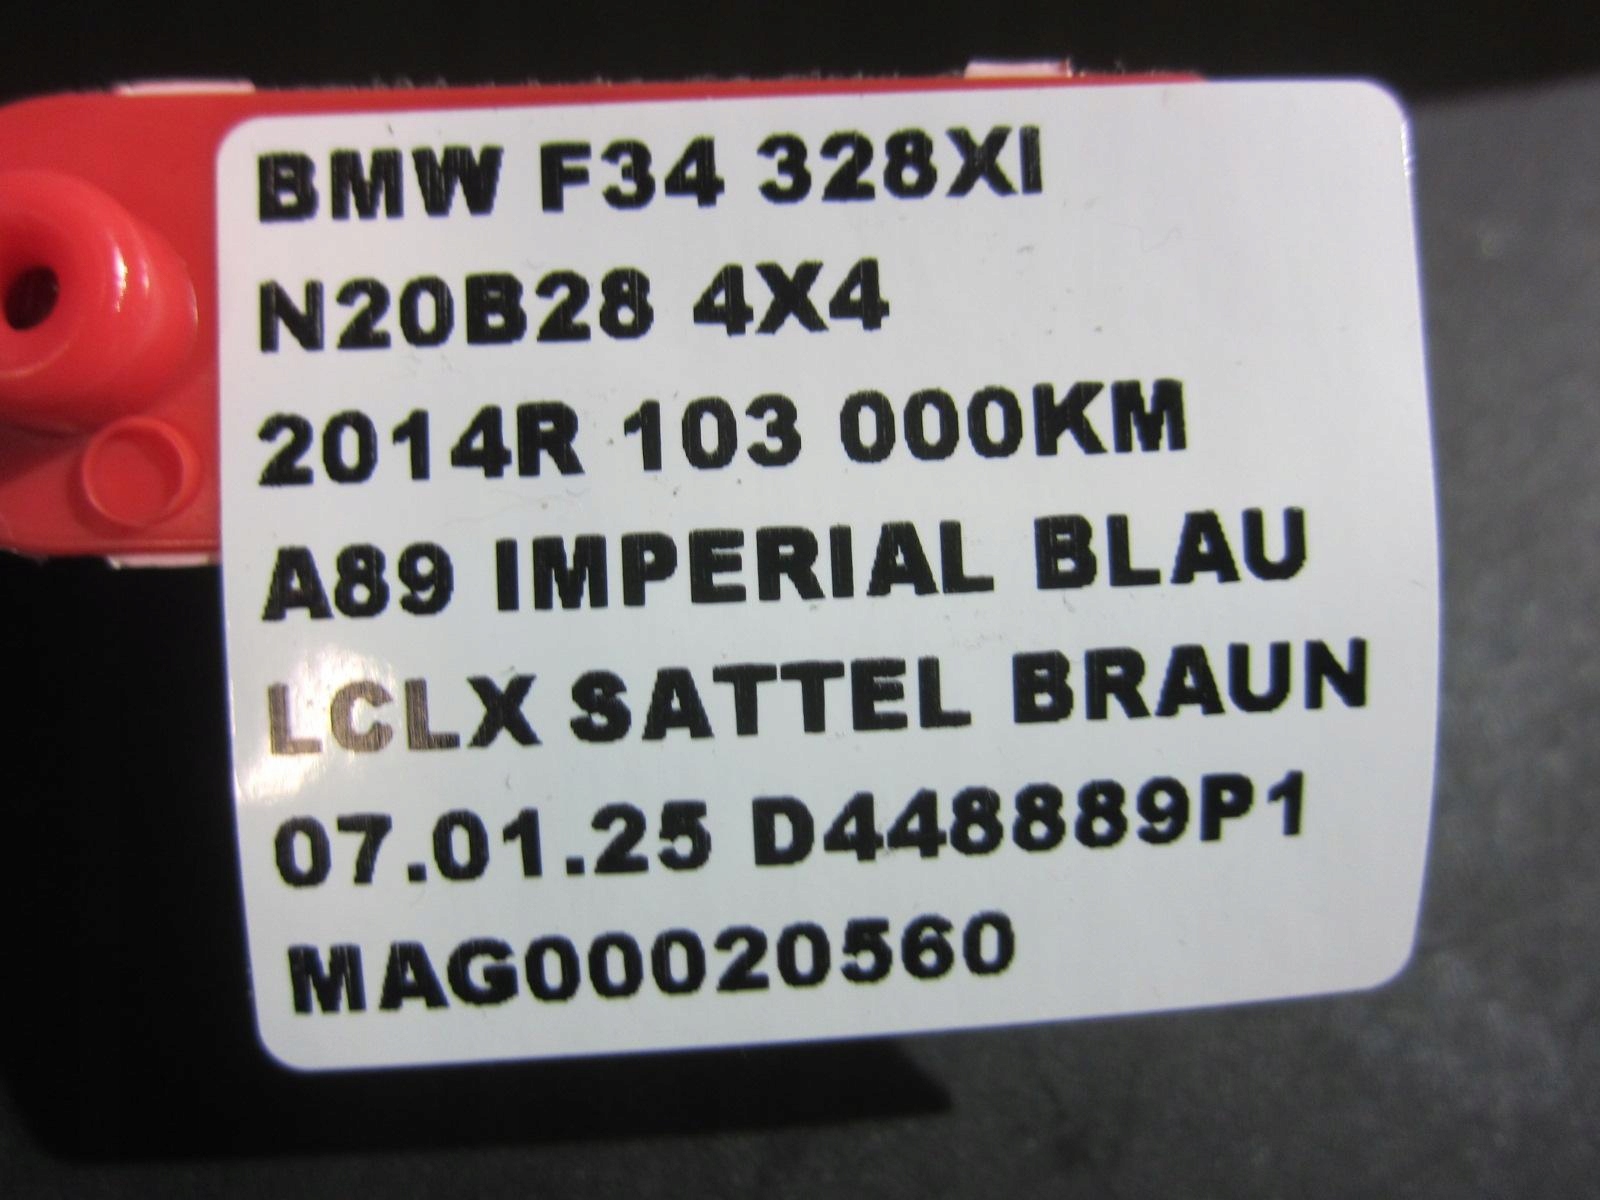 BMW F34 328XI
N20B28 4X4
2014R 103 000KM
A89 IMPERIAL BLAU
LCLX SATTEL BRAUN
07.01.25 D448889P1
MAG00020560